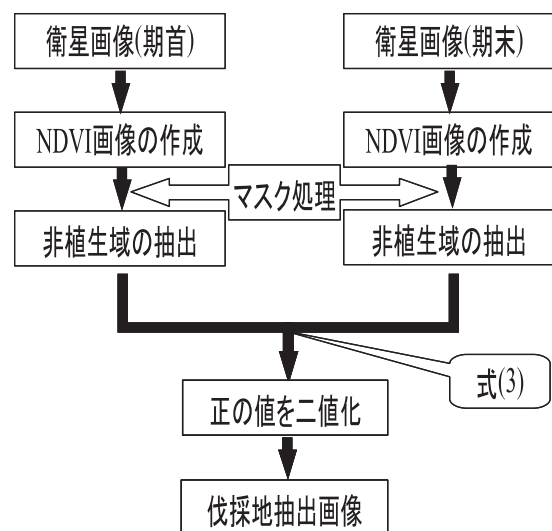 衛星画像(期首)
衛星画像(期末)
NDVI画像の作成
NDVI画像の作成
マスク処理
非植生域の抽出
非植生域の抽出
式(3)
正の値を二値化
伐採地抽出画像